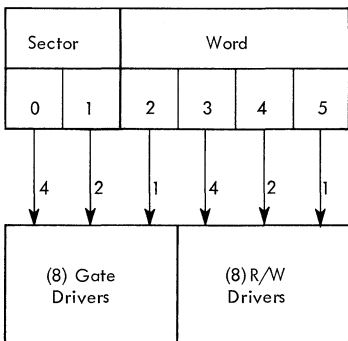 Sector Word
0 1 2 3 4 5
4 2 1 4 2 1
(8) Gate (8) R/W
Drivers Drivers